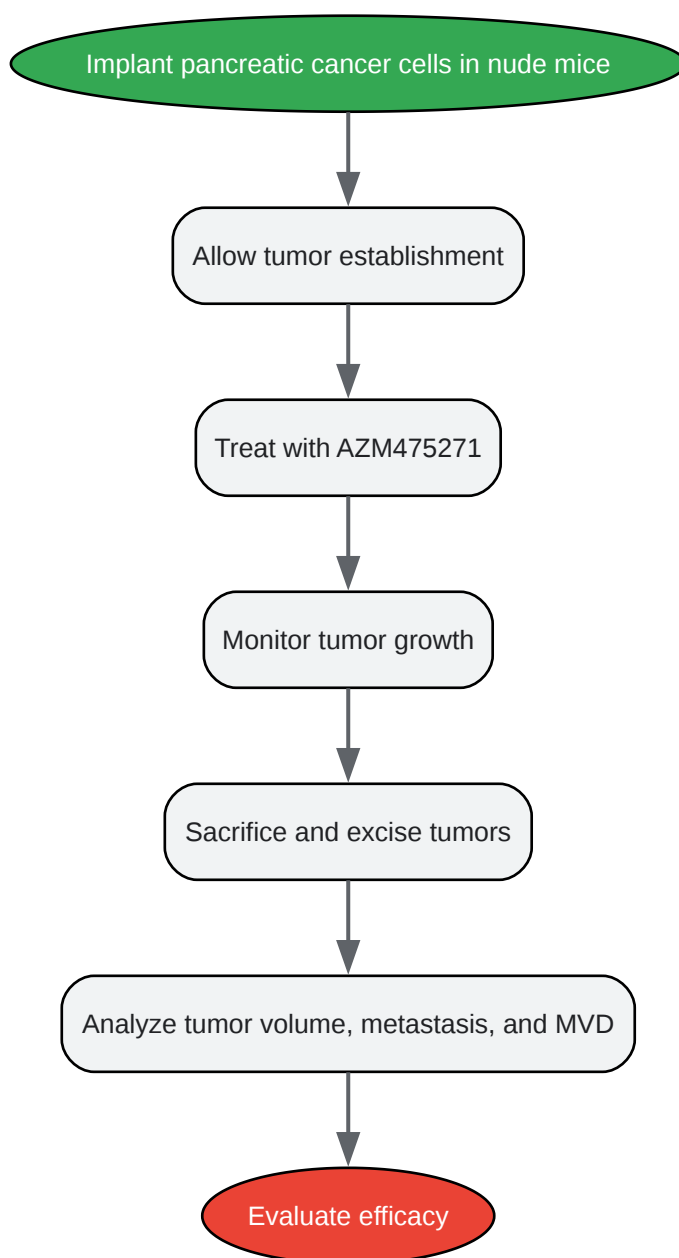 Implant pancreatic cancer cells in nude mice
Allow tumor establishment
Treat with AZM475271
Monitor tumor growth
Sacrifice and excise tumors
Analyze tumor volume, metastasis, and MVD
Evaluate efficacy